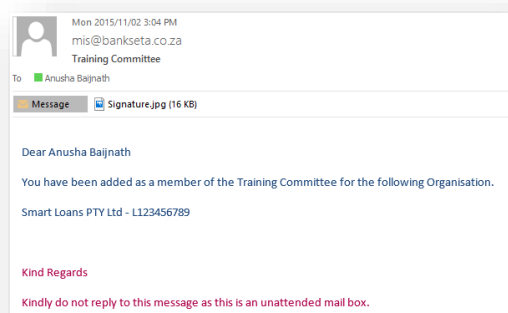 Mon 2015/11/02 3:04 PM
mis@bankseta.co.za
Training Committee
To Anusha Baijnath
Message Signature.jpg (16 KB)
Dear Anusha Baijnath
You have been added as a member of the Training Committee for the following Organisation.
Smart Loans PTY Ltd - L123456789
Kind Regards
Kindly do not reply to this message as this is an unattended mail box.